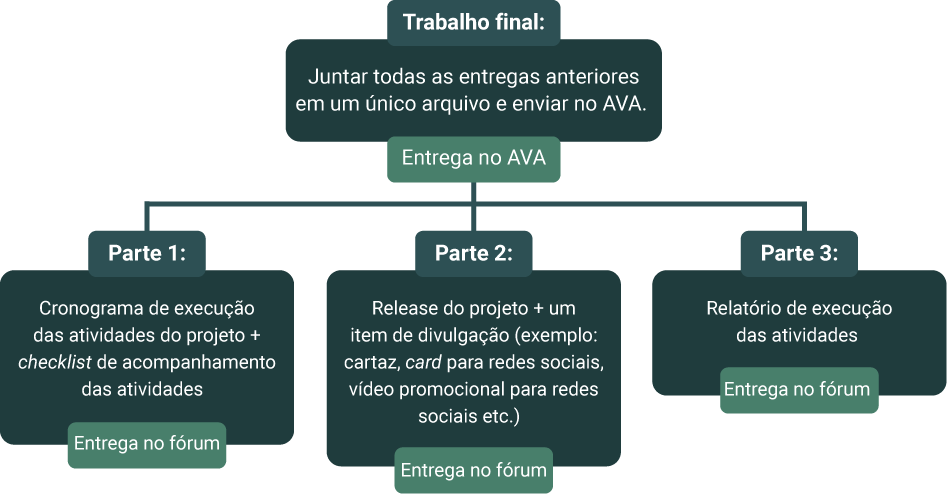 Trabalho final:
Juntar todas as entregas anteriores
em um único arquivo e enviar no AVA.
Entrega no AVA
Parte 1:
Cronograma de execução
das atividades do projeto +
checklist de acompanhamento
das atividades
Entrega no fórum
Parte 2:
Release do projeto + um
item de divulgação (exemplo:
cartaz, card para redes sociais,
vídeo promocional para redes
sociais etc.)
Entrega no fórum
Parte 3:
Relatório de execução
das atividades
Entrega no fórum